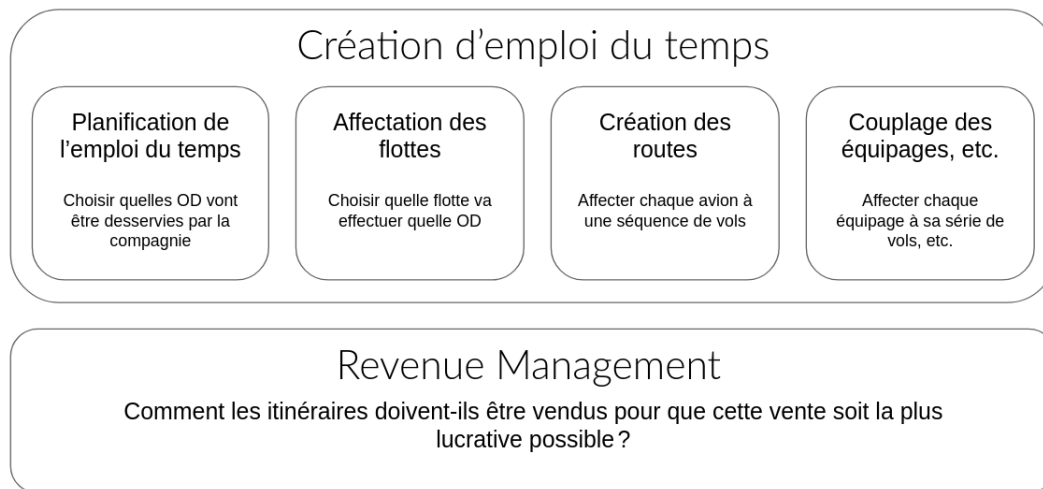 Création d’emploi du temps
Planification de
l’emploi du temps
Choisir quelles OD vont
être desservies par la
compagnie
Affectation des
flottes
Choisir quelle flotte va
effectuer quelle OD
Création des
routes
Affecter chaque avion à
une séquence de vols
Couplage des
équipages, etc.
Affecter chaque
équipage à sa série de
vols, etc.
Revenue Management
Comment les itinéraires doivent-ils être vendus pour que cette vente soit la plus
lucrative possible ?